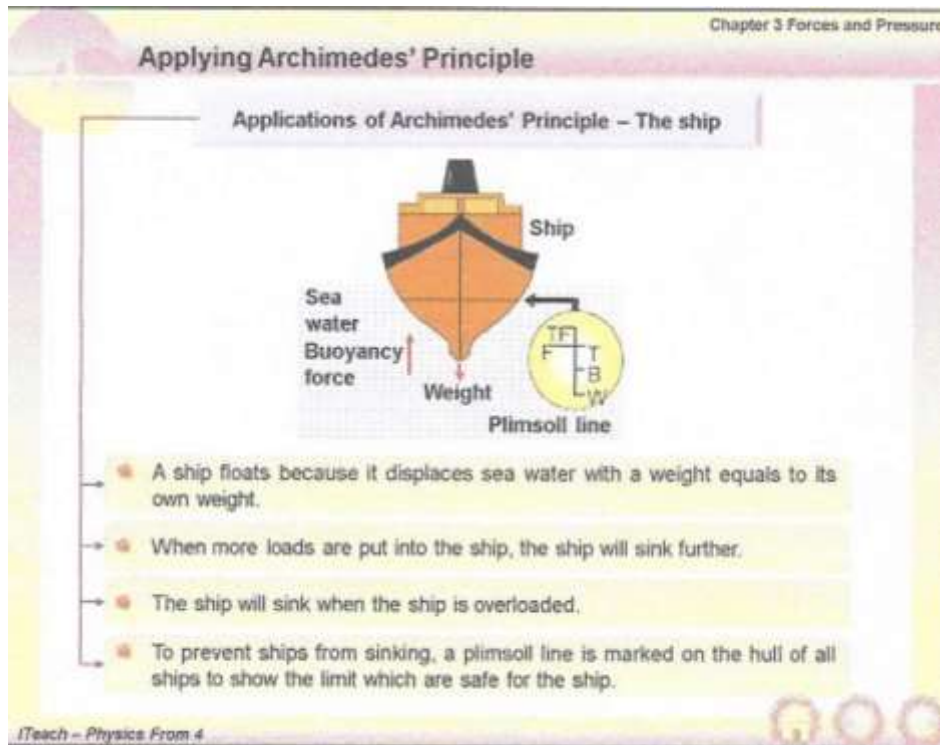 Chapter 3 Forces and Pressure
Applying Archimedes' Principle
Applications of Archimedes' Principle – The ship
Ship
Sea
water
Buoyancy
force
Weight
TF
F
T
B
W
Plimsoll line
A ship floats because it displaces sea water with a weight equals to its
own weight.
When more loads are put into the ship, the ship will sink further.
The ship will sink when the ship is overloaded.
To prevent ships from sinking, a plimsoll line is marked on the hull of all
ships to show the limit which are safe for the ship.
ITeach – Physics From 4